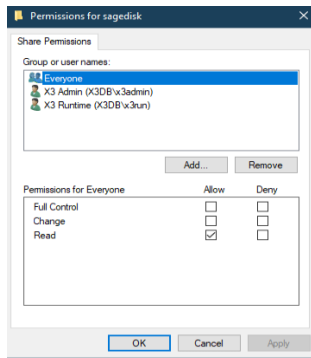 Permissions for sagedisk
Share Permissions
Group or user names:
Everyone
X3 Admin (X3DB\x3admin)
X3 Runtime (X3DB\x3run)
Add... Remove
Permissions for Everyone Allow Deny
Full Control
Change
Read
OK Cancel Apply